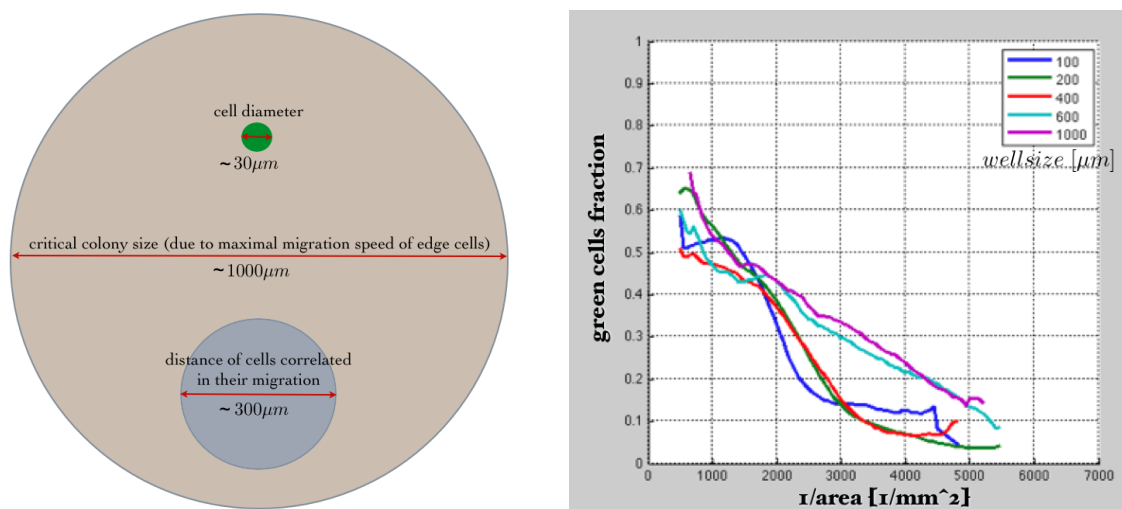 cell diameter
~30μm
critical colony size (due to maximal migration speed of edge cells)
~1000μm
distance of cells correlated
in their migration
~300μm
green cells fraction
1
0.9
0.8
0.7
0.6
0.5
0.4
0.3
0.2
0.1
0
100
200
400
600
1000
wellsize [μm]
0 1000 2000 3000 4000 5000 6000 7000
1/area [1/mm^2]